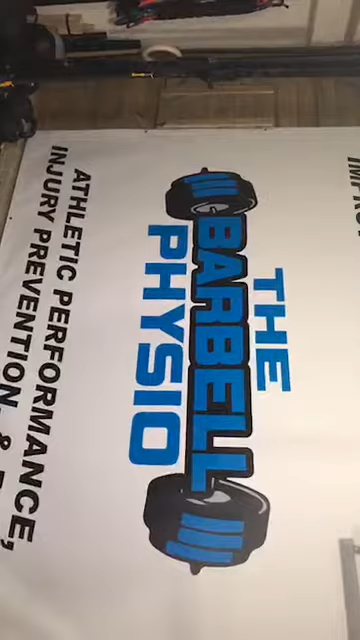 THE
BARBELL
PHYSIO
ATHLETIC PERFORMANCE,
INJURY PREVENTION, &